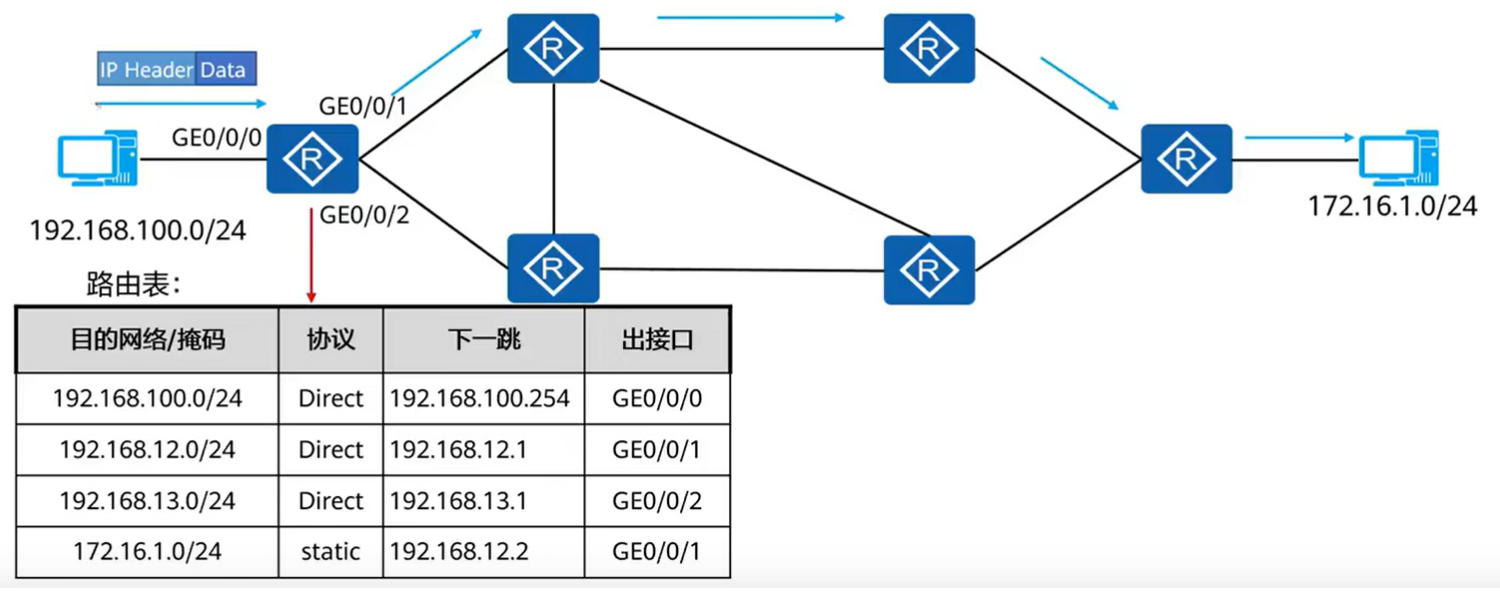 IP Header Data
GE0/0/1
GE0/0/0
GE0/0/2
R
R
R
R
R
R
192.168.100.0/24
172.16.1.0/24
路由表：
目的网络/掩码 协议 下一跳 出接口
192.168.100.0/24 Direct 192.168.100.254 GE0/0/0
192.168.12.0/24 Direct 192.168.12.1 GE0/0/1
192.168.13.0/24 Direct 192.168.13.1 GE0/0/2
172.16.1.0/24 static 192.168.12.2 GE0/0/1